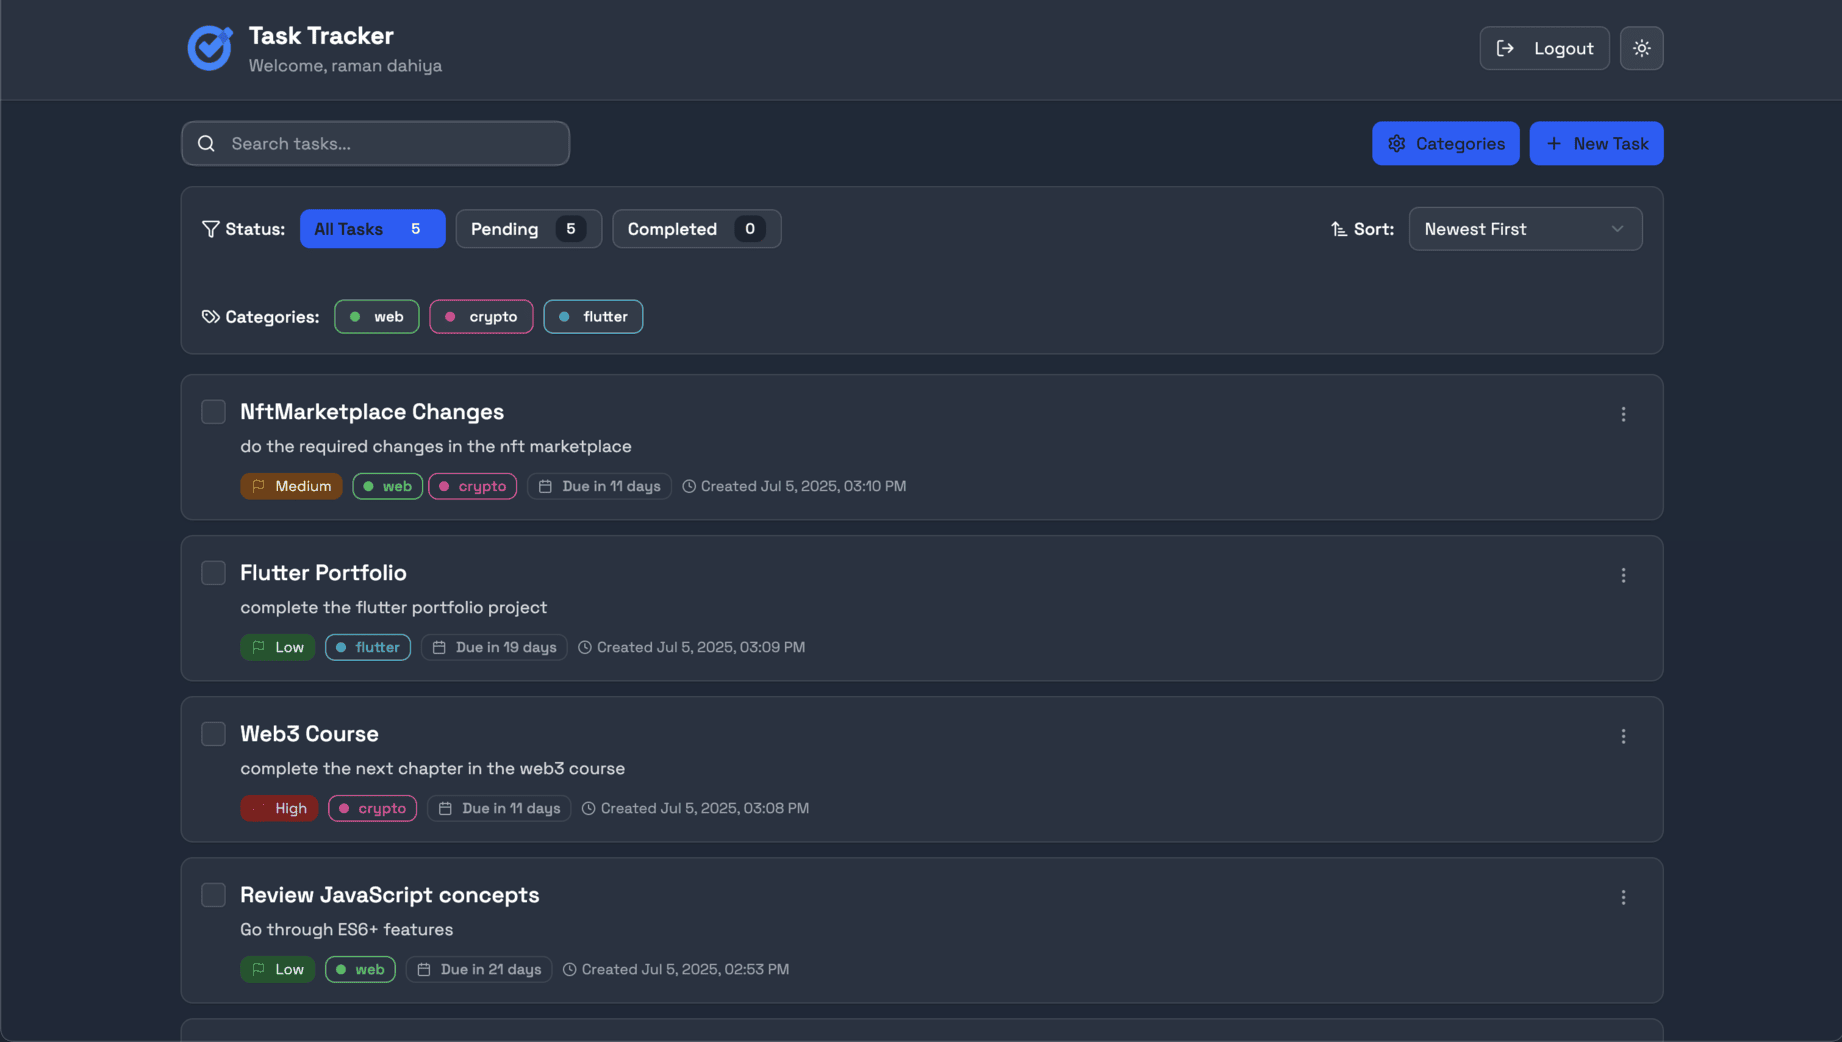 Task Tracker
Welcome, raman dahiya
Logout
Search tasks...
Categories
New Task
Status: All Tasks 5 Pending 5 Completed 0 Sort: Newest First
Categories: web crypto flutter
NftMarketplace Changes
do the required changes in the nft marketplace
Medium web crypto Due in 11 days Created Jul 5, 2025, 03:10 PM
Flutter Portfolio
complete the flutter portfolio project
Low flutter Due in 19 days Created Jul 5, 2025, 03:09 PM
Web3 Course
complete the next chapter in the web3 course
High crypto Due in 11 days Created Jul 5, 2025, 03:08 PM
Review JavaScript concepts
Go through ES6+ features
Low web Due in 21 days Created Jul 5, 2025, 02:53 PM